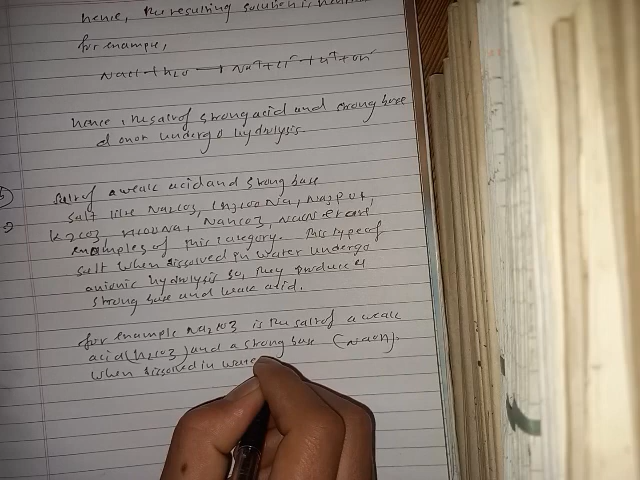 hence, the resulting solution is neutral
for example,
NaCl + H2O → Na+ + Cl- + H+ + OH-
hence, the salt of strong acid and strong base
do not undergo hydrolysis.
Salt of a weak acid and strong base
Salt like Na2CO3, CH3COONa, Na3PO4,
K2CO3, HCOONa, NaHCO3, NaCN etc are
examples of this category. This type of
salt when dissolved in water undergo
anionic hydrolysis so, they produce a
strong base and weak acid.
for example Na2CO3 is the salt of a weak
acid (H2CO3) and a strong base (NaOH).
When dissolved in water